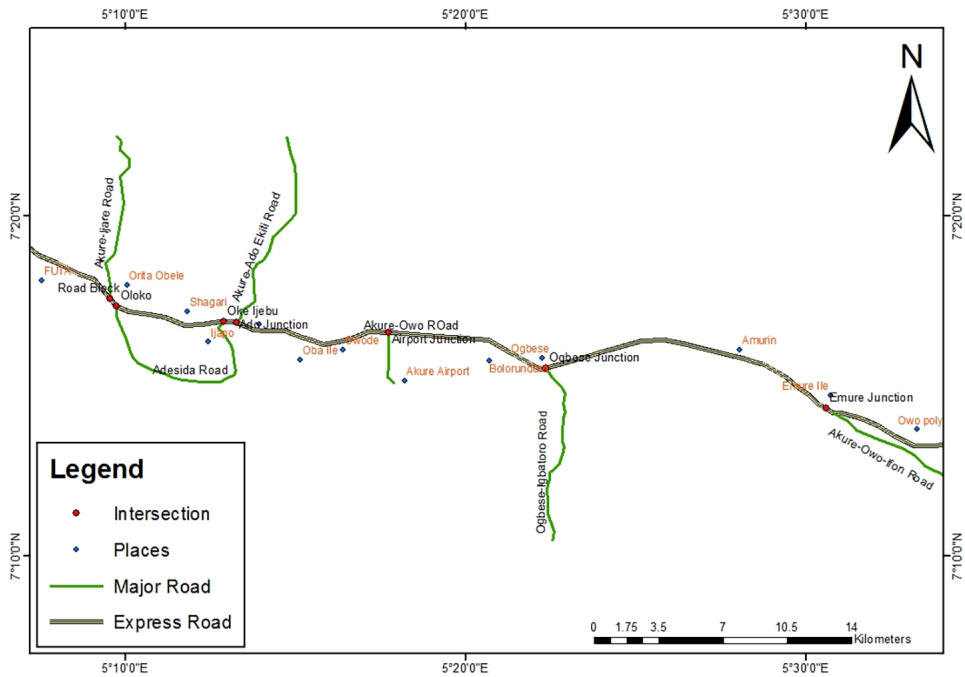 5°10'0"E
5°20'0"E
5°30'0"E
N
7°20'0"N
7°20'0"N
Akure-Ijare Road
Akure-Ado Ekiti Road
FUTA
Orita Obele
Road Block
Oloko
Shagari
Oke Ijebu
Ado Junction
Ijapo
Akure-Owo ROad
Airport Junction
Oba Ile
Owode
Adesida Road
Akure Airport
Ogbese
Ogbese Junction
Bolorunduro
Amurin
Emure Ile
Emure Junction
Owo poly
Akure-Owo-Ifon Road
Ogbese-Igbatoro Road
7°10'0"N
7°10'0"N
Legend
Intersection
Places
Major Road
Express Road
0 1.75 3.5 7 10.5 14
Kilometers
5°10'0"E
5°20'0"E
5°30'0"E